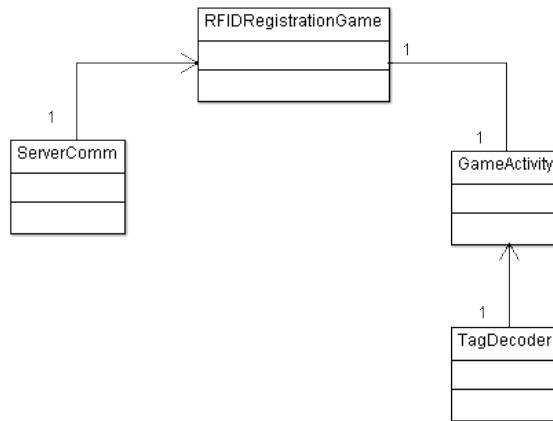 RFIDRegistrationGame
1
1
ServerComm
1
GameActivity
1
TagDecoder